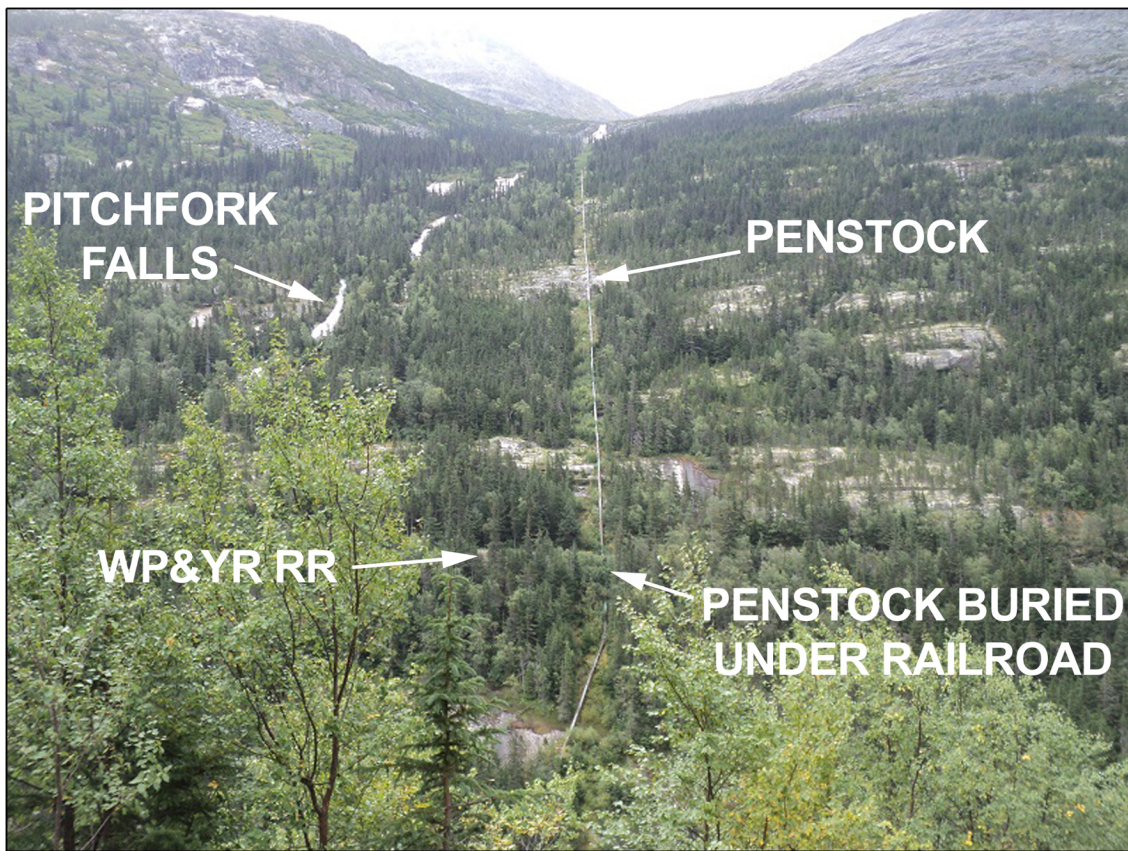 PITCHFORK
FALLS
PENSTOCK
WP&YR RR
PENSTOCK BURIED
UNDER RAILROAD